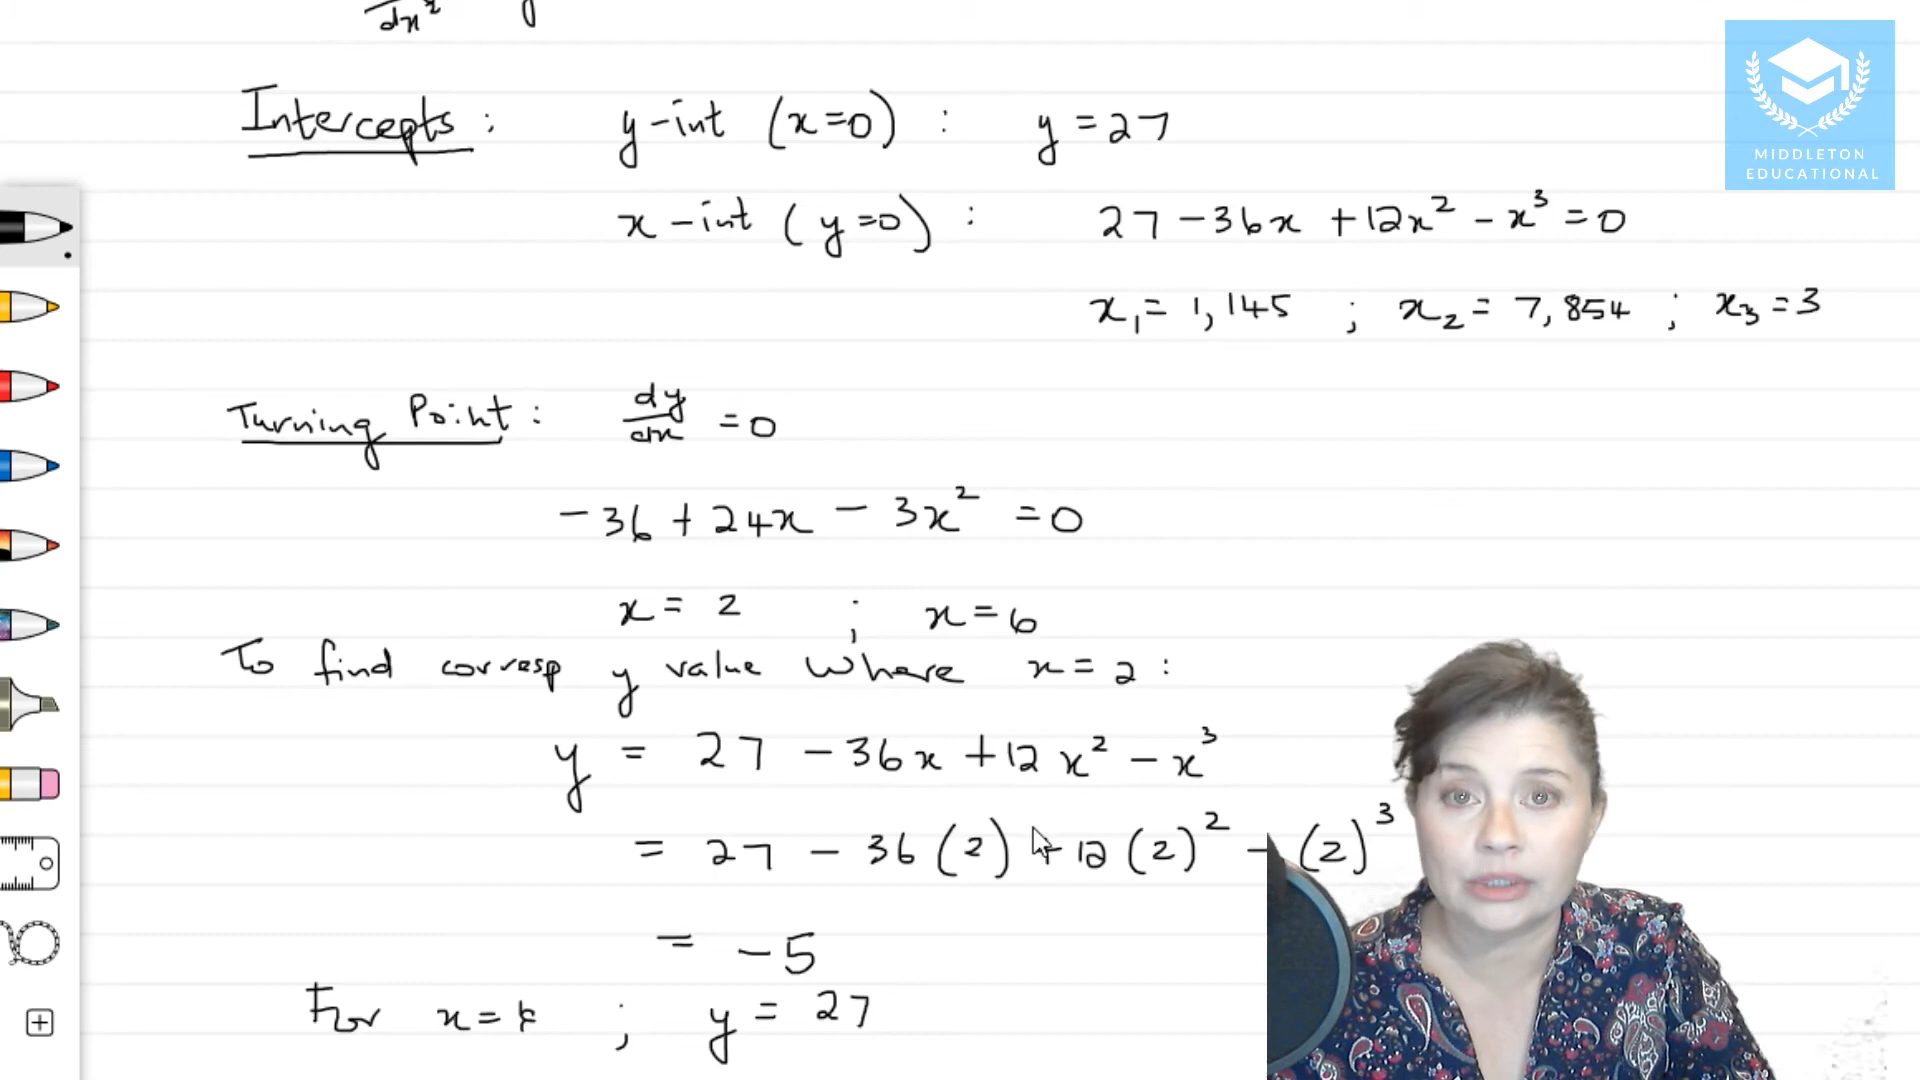 dx²
Intercepts : y-int (x=0) : y = 27
MIDDLETON
EDUCATIONAL
x-int (y=0) : 27 - 36x + 12x² - x³ = 0
x₁ = 1,145 ; x₂ = 7,854 ; x₃ = 3
Turning Point : dy/dx = 0
- 36 + 24x - 3x² = 0
x = 2 ; x = 6
To find corresp y value where x = 2 :
y = 27 - 36x + 12x² - x³
= 27 - 36(2) + 12(2)² - (2)³
= -5
For x = ; y = 27